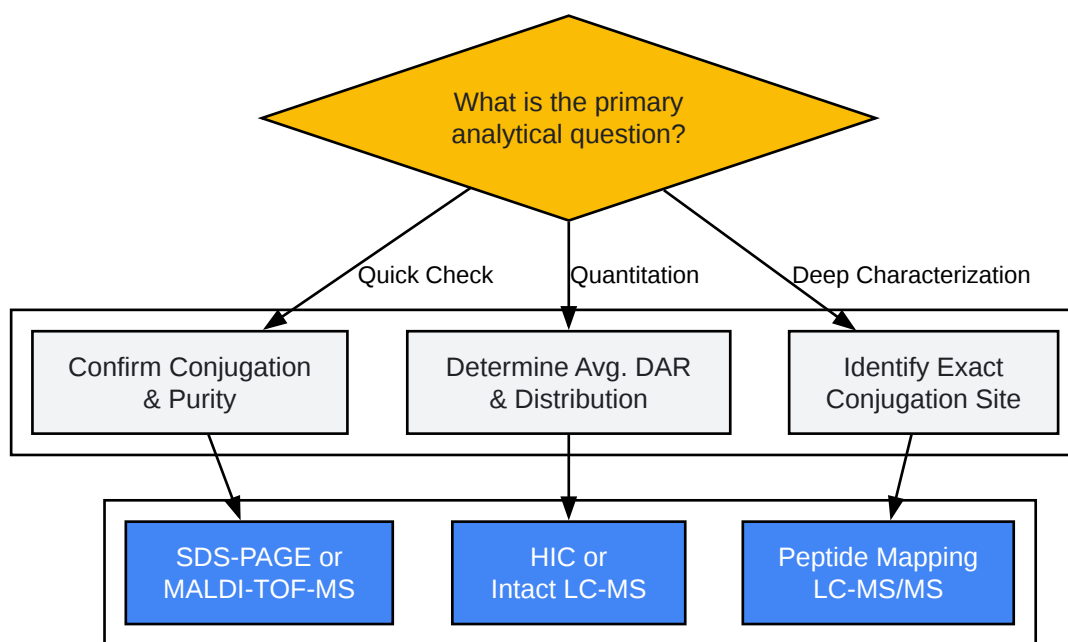 What is the primary
analytical question?
Quick Check
Quantitation
Deep Characterization
Confirm Conjugation
& Purity
Determine Avg. DAR
& Distribution
Identify Exact
Conjugation Site
SDS-PAGE or
MALDI-TOF-MS
HIC or
Intact LC-MS
Peptide Mapping
LC-MS/MS